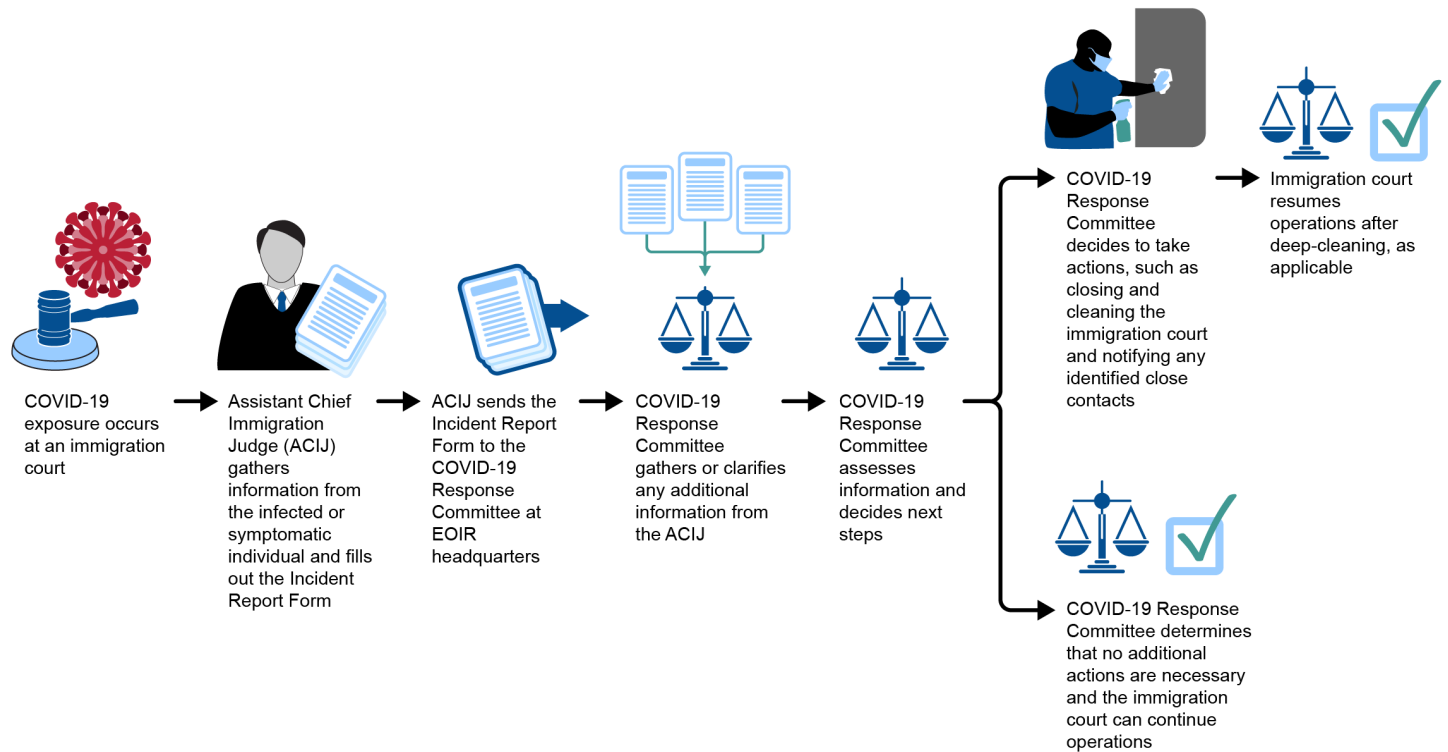 COVID-19
exposure occurs
at an immigration
court
Assistant Chief
Immigration
Judge (ACIJ)
gathers
information from
the infected or
symptomatic
individual and fills
out the Incident
Report Form
ACIJ sends the
Incident Report
Form to the
COVID-19
Response
Committee at
EOIR
headquarters
COVID-19
Response
Committee
gathers or clarifies
any additional
information from
the ACIJ
COVID-19
Response
Committee
assesses
information and
decides next
steps
COVID-19
Response
Committee
decides to take
actions, such as
closing and
cleaning the
immigration court
and notifying any
identified close
contacts
Immigration court
resumes
operations after
deep-cleaning, as
applicable
COVID-19 Response
Committee determines
that no additional
actions are necessary
and the immigration
court can continue
operations